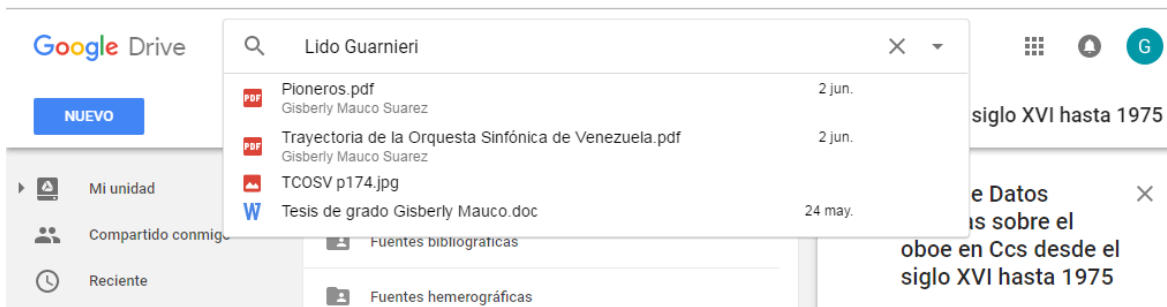 Google Drive
Lido Guarnieri
G
Pioneros.pdf 2 jun.
Gisberly Mauco Suarez
Trayectoria de la Orquesta Sinfónica de Venezuela.pdf 2 jun.
Gisberly Mauco Suarez
TCOSV p174.jpg
Tesis de grado Gisberly Mauco.doc 24 may.
NUEVO
siglo XVI hasta 1975
Mi unidad
Compartido conmigo
Reciente
Fuentes bibliográficas
Fuentes hemerográficas
e Datos
as sobre el
oboe en Ccs desde el
siglo XVI hasta 1975